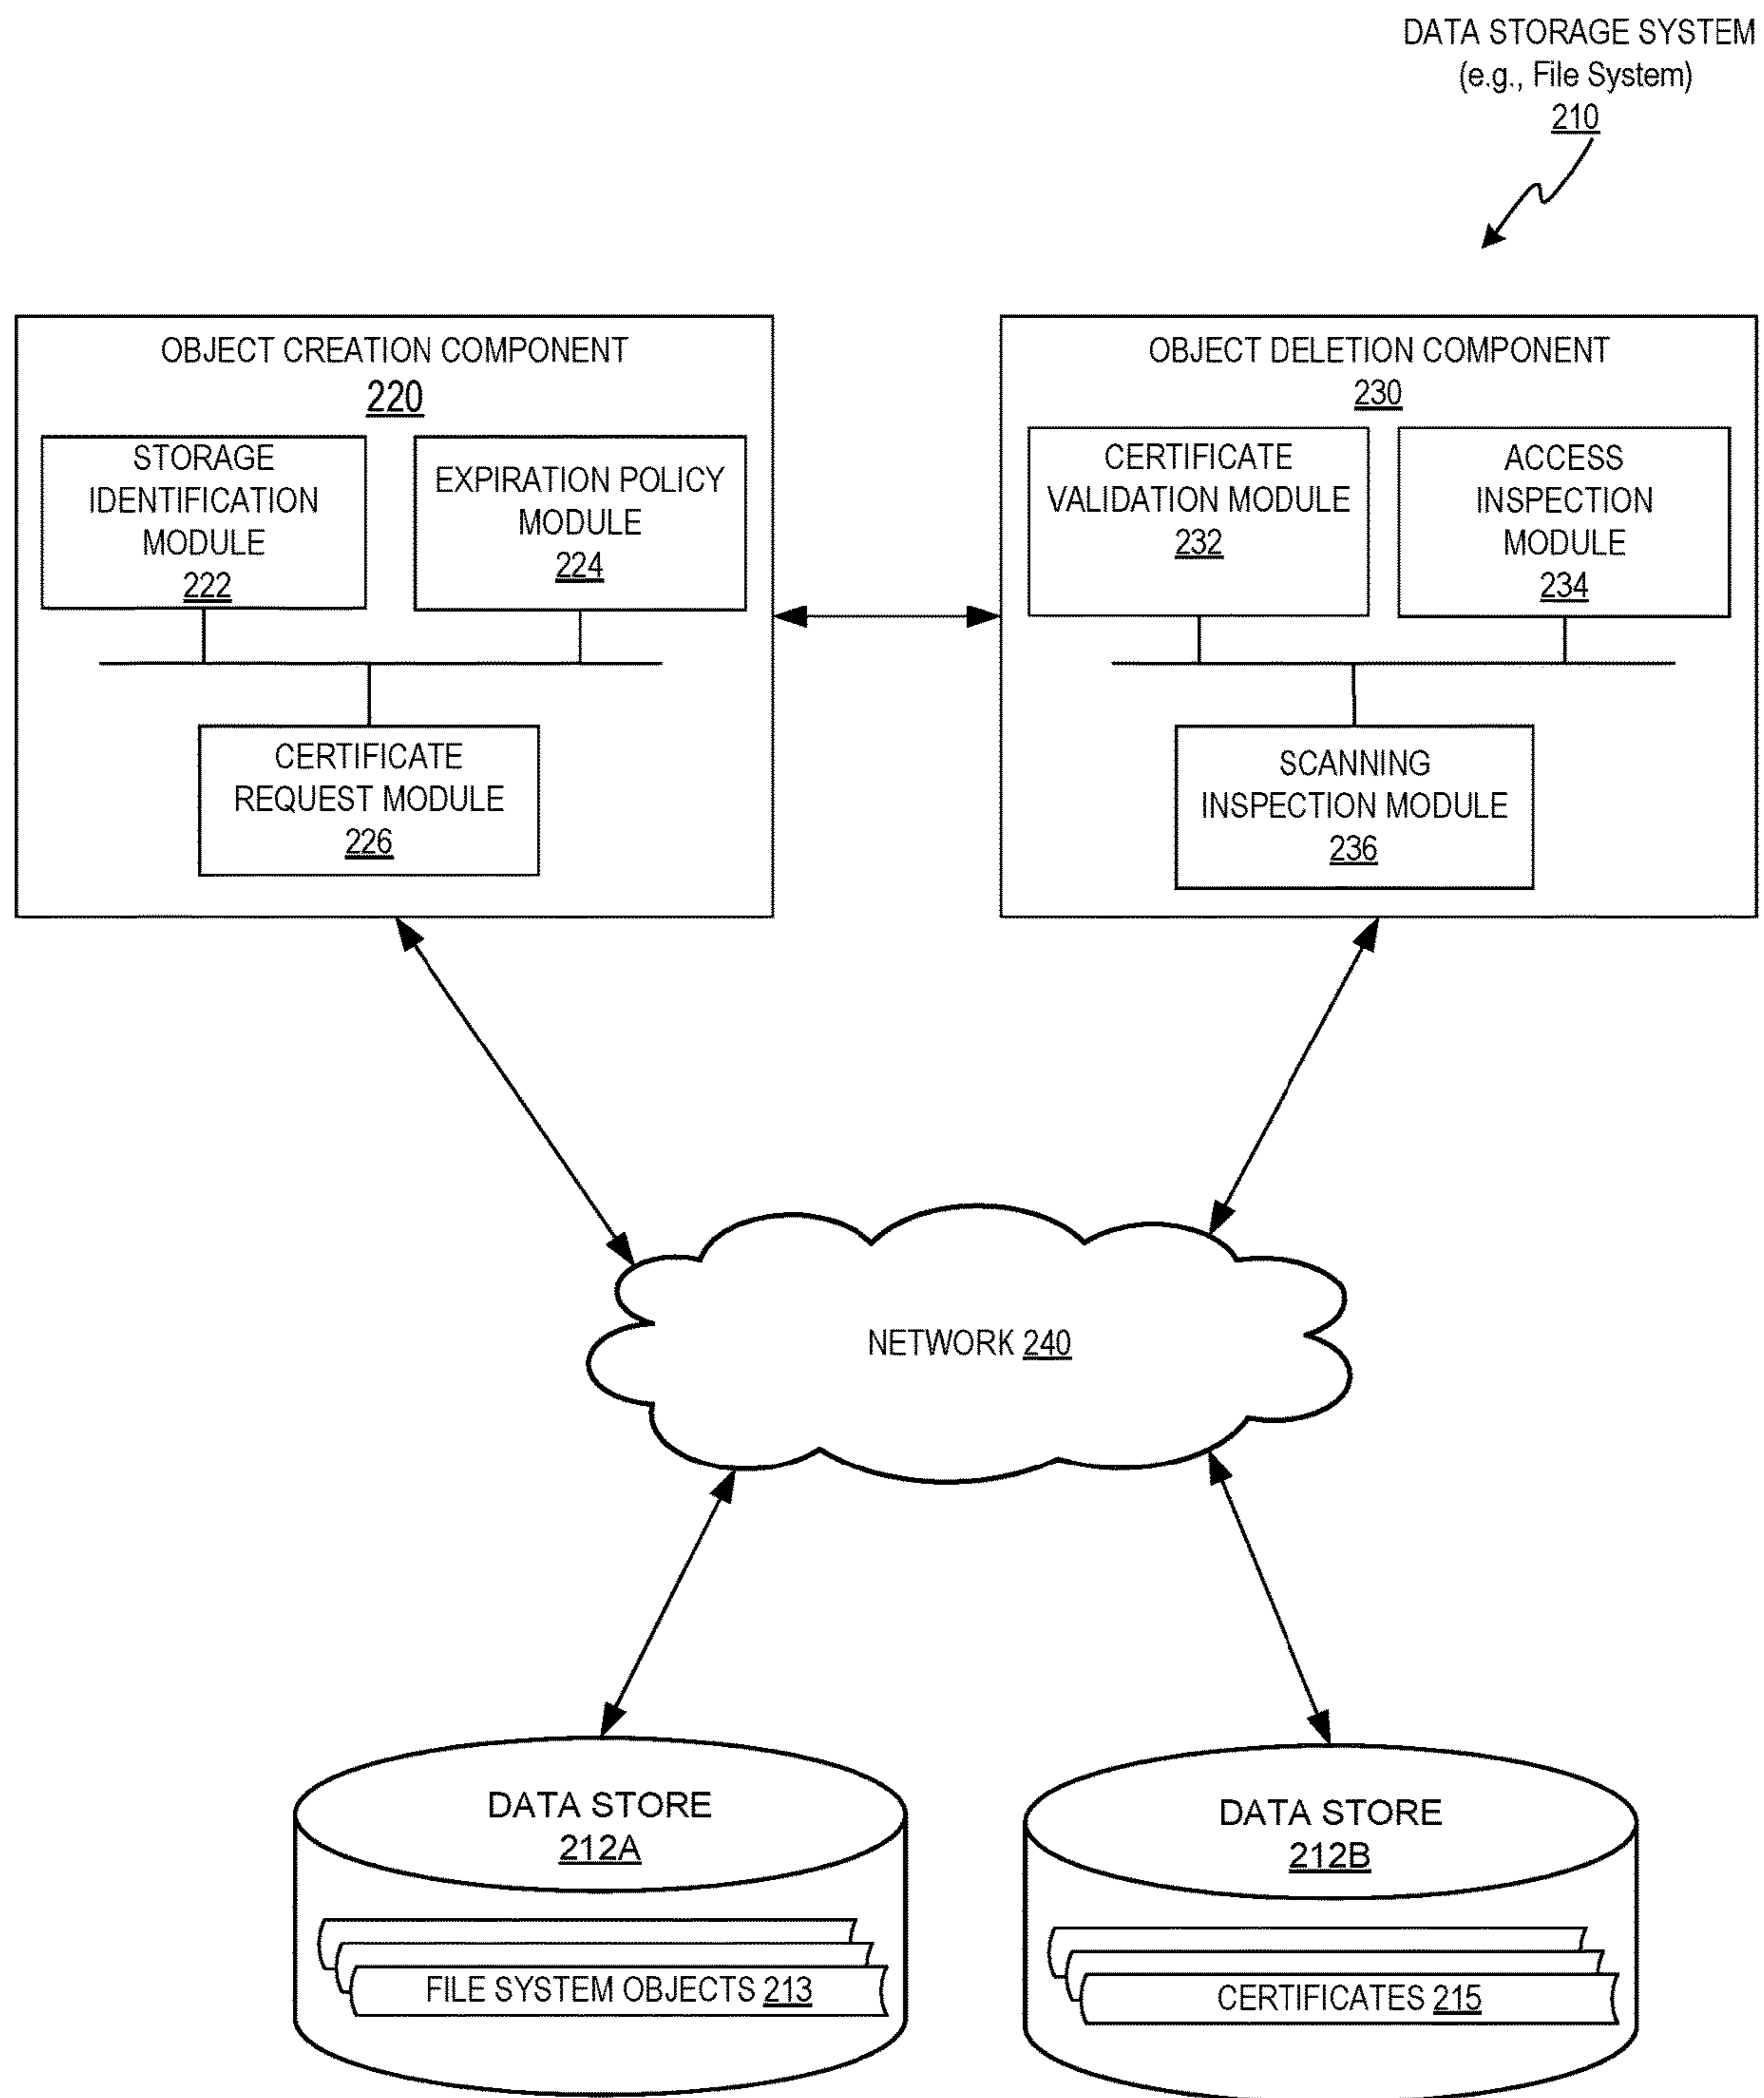 DATA STORAGE SYSTEM
(e.g., File System)
210
OBJECT CREATION COMPONENT
220
STORAGE
IDENTIFICATION
MODULE
222
EXPIRATION POLICY
MODULE
224
CERTIFICATE
REQUEST MODULE
226
OBJECT DELETION COMPONENT
230
CERTIFICATE
VALIDATION MODULE
232
ACCESS
INSPECTION
MODULE
234
SCANNING
INSPECTION MODULE
236
NETWORK 240
DATA STORE
212A
FILE SYSTEM OBJECTS 213
DATA STORE
212B
CERTIFICATES 215